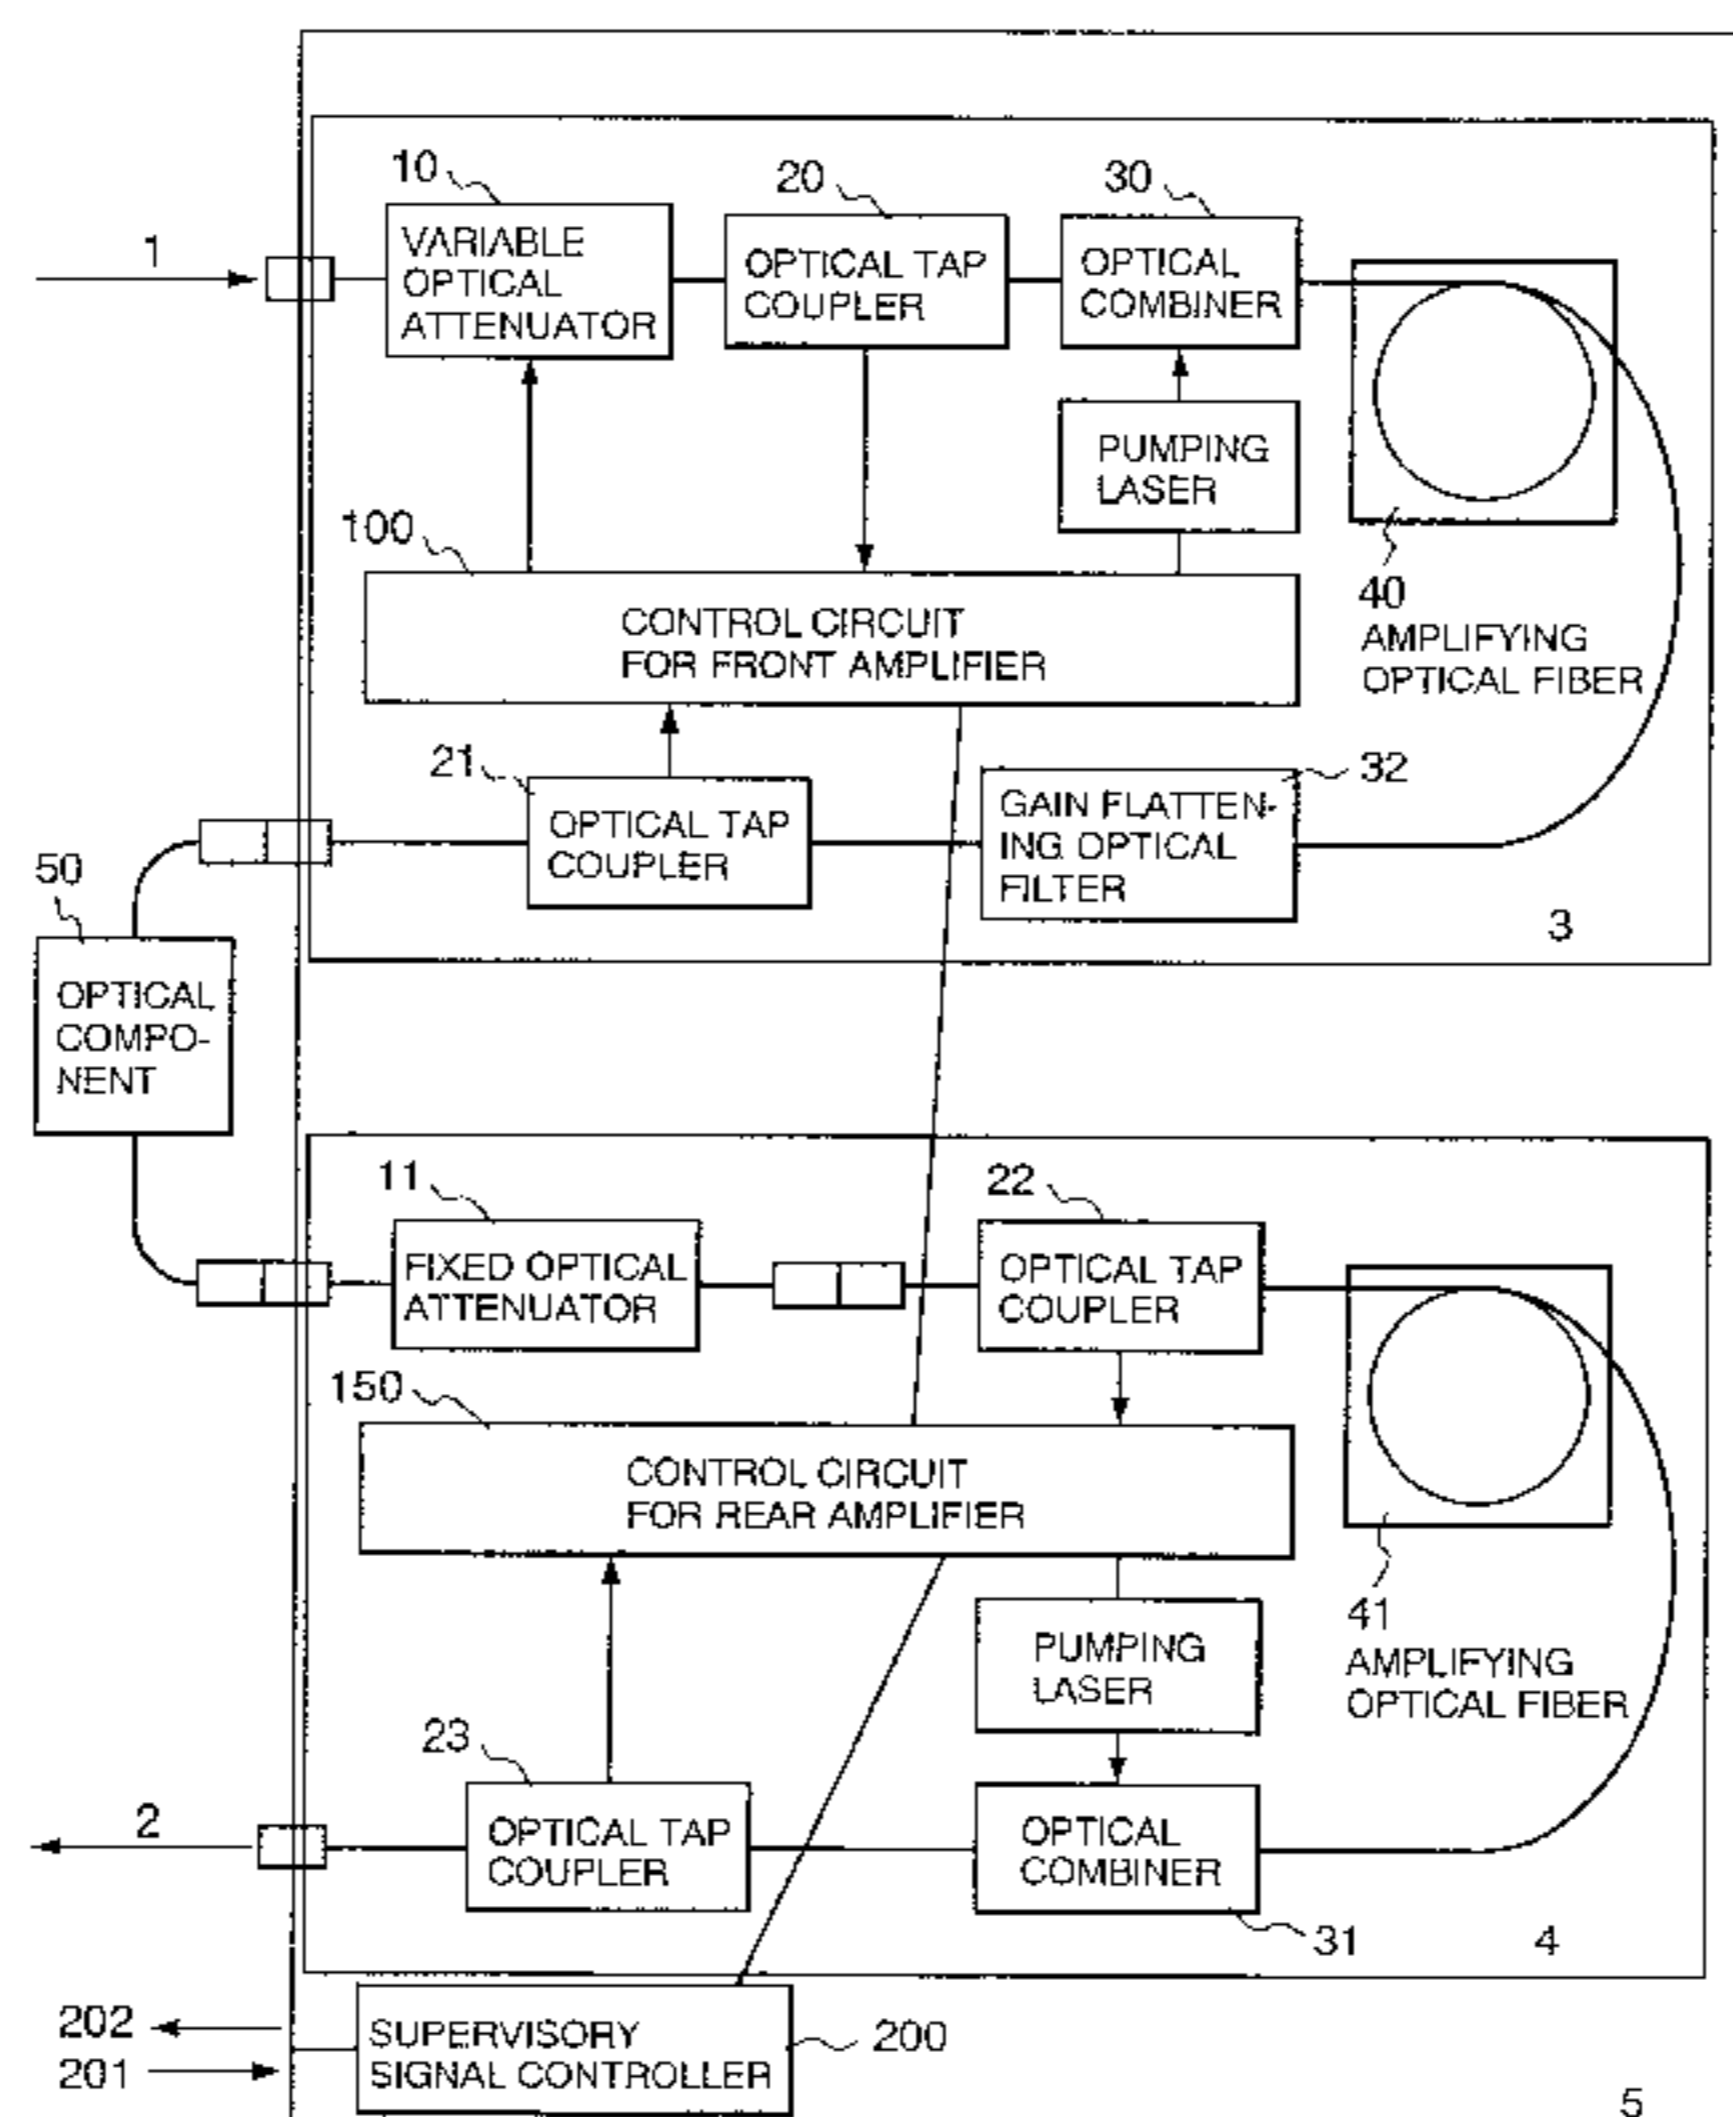 10
20
30
1
VARIABLE
OPTICAL
ATTENUATOR
OPTICAL TAP
COUPLER
OPTICAL
COMBINER
PUMPING
LASER
100
CONTROL CIRCUIT
FOR FRONT AMPLIFIER
40
AMPLIFYING
OPTICAL FIBER
21
OPTICAL TAP
COUPLER
32
GAIN FLATTEN-
ING OPTICAL
FILTER
3
50
OPTICAL
COMPO-
NENT
11
FIXED OPTICAL
ATTENUATOR
22
OPTICAL TAP
COUPLER
150
CONTROL CIRCUIT
FOR REAR AMPLIFIER
41
AMPLIFYING
OPTICAL FIBER
PUMPING
LASER
23
OPTICAL TAP
COUPLER
2
OPTICAL
COMBINER
31
4
202
201
SUPERVISORY
SIGNAL CONTROLLER
200
5